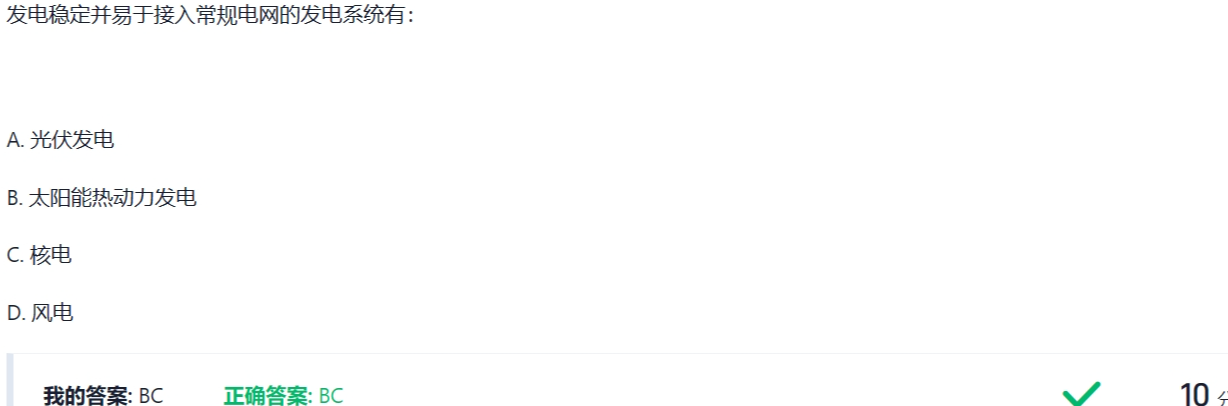 发电稳定并易于接入常规电网的发电系统有：
A. 光伏发电
B. 太阳能热动力发电
C. 核电
D. 风电
我的答案: BC 正确答案: BC 10 分